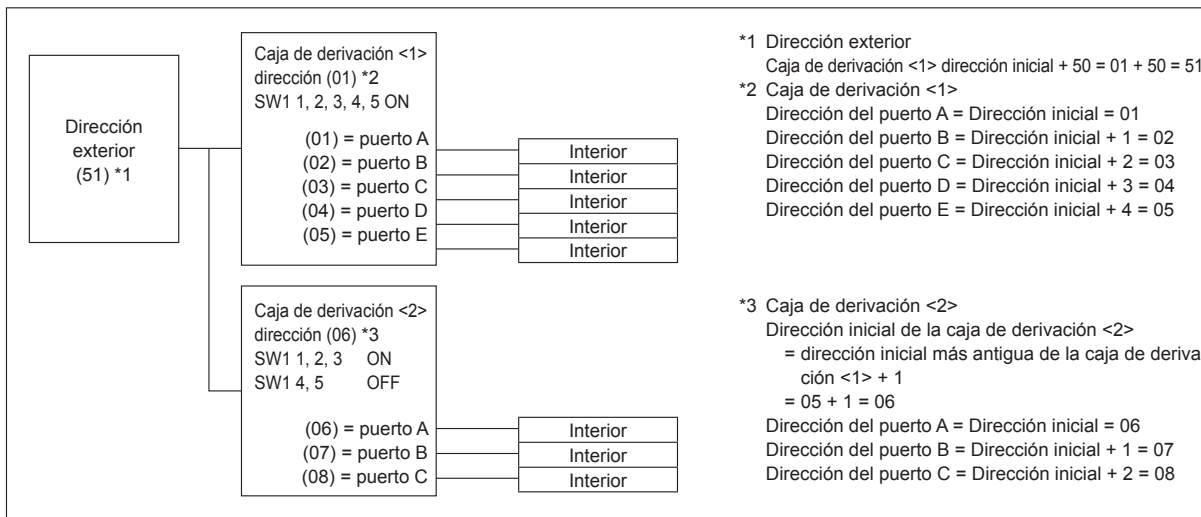 Dirección
exterior
(51) *1
Caja de derivación <1>
dirección (01) *2
SW1 1, 2, 3, 4, 5 ON
(01) = puerto A
(02) = puerto B
(03) = puerto C
(04) = puerto D
(05) = puerto E
Interior
Interior
Interior
Interior
Interior
Caja de derivación <2>
dirección (06) *3
SW1 1, 2, 3 ON
SW1 4, 5 OFF
(06) = puerto A
(07) = puerto B
(08) = puerto C
Interior
Interior
Interior
*1 Dirección exterior
Caja de derivación <1> dirección inicial + 50 = 01 + 50 = 51
*2 Caja de derivación <1>
Dirección del puerto A = Dirección inicial = 01
Dirección del puerto B = Dirección inicial + 1 = 02
Dirección del puerto C = Dirección inicial + 2 = 03
Dirección del puerto D = Dirección inicial + 3 = 04
Dirección del puerto E = Dirección inicial + 4 = 05
*3 Caja de derivación <2>
Dirección inicial de la caja de derivación <2>
= dirección inicial más antigua de la caja de deriva
ción <1> + 1
= 05 + 1 = 06
Dirección del puerto A = Dirección inicial = 06
Dirección del puerto B = Dirección inicial + 1 = 07
Dirección del puerto C = Dirección inicial + 2 = 08